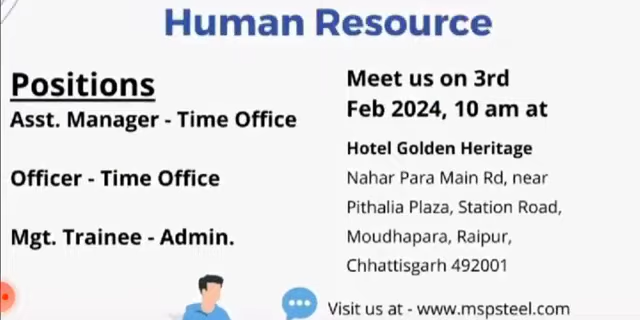 Human Resource
Positions
Asst. Manager - Time Office
Officer - Time Office
Mgt. Trainee - Admin.
Meet us on 3rd
Feb 2024, 10 am at
Hotel Golden Heritage
Nahar Para Main Rd, near
Pithalia Plaza, Station Road,
Moudhapara, Raipur,
Chhattisgarh 492001
Visit us at - www.mspsteel.com